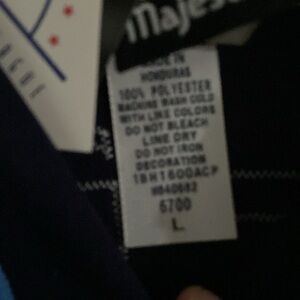 Majes
MADE IN
HONDURAS
100% POLYESTER
MACHINE WASH COLD
WITH LIKE COLORS
DO NOT BLEACH
LINE DRY
DO NOT IRON
DECORATION
1BH1600ACP
HB40682
6700
L